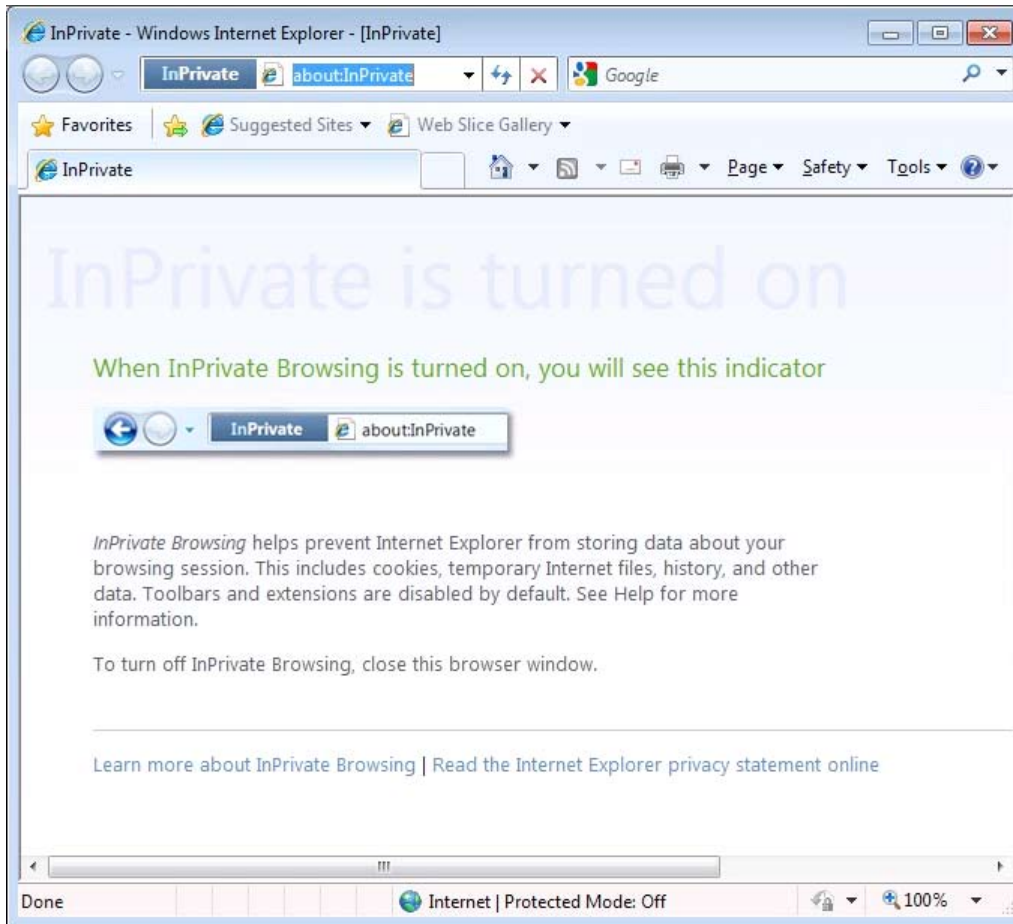 InPrivate - Windows Internet Explorer - [InPrivate]
InPrivate about:InPrivate Google
Favorites Suggested Sites Web Slice Gallery
InPrivate Page Safety Tools
InPrivate is turned on
When InPrivate Browsing is turned on, you will see this indicator
InPrivate about:InPrivate
InPrivate Browsing helps prevent Internet Explorer from storing data about your
browsing session. This includes cookies, temporary Internet files, history, and other
data. Toolbars and extensions are disabled by default. See Help for more
information.
To turn off InPrivate Browsing, close this browser window.
Learn more about InPrivate Browsing | Read the Internet Explorer privacy statement online
Done Internet | Protected Mode: Off 100%